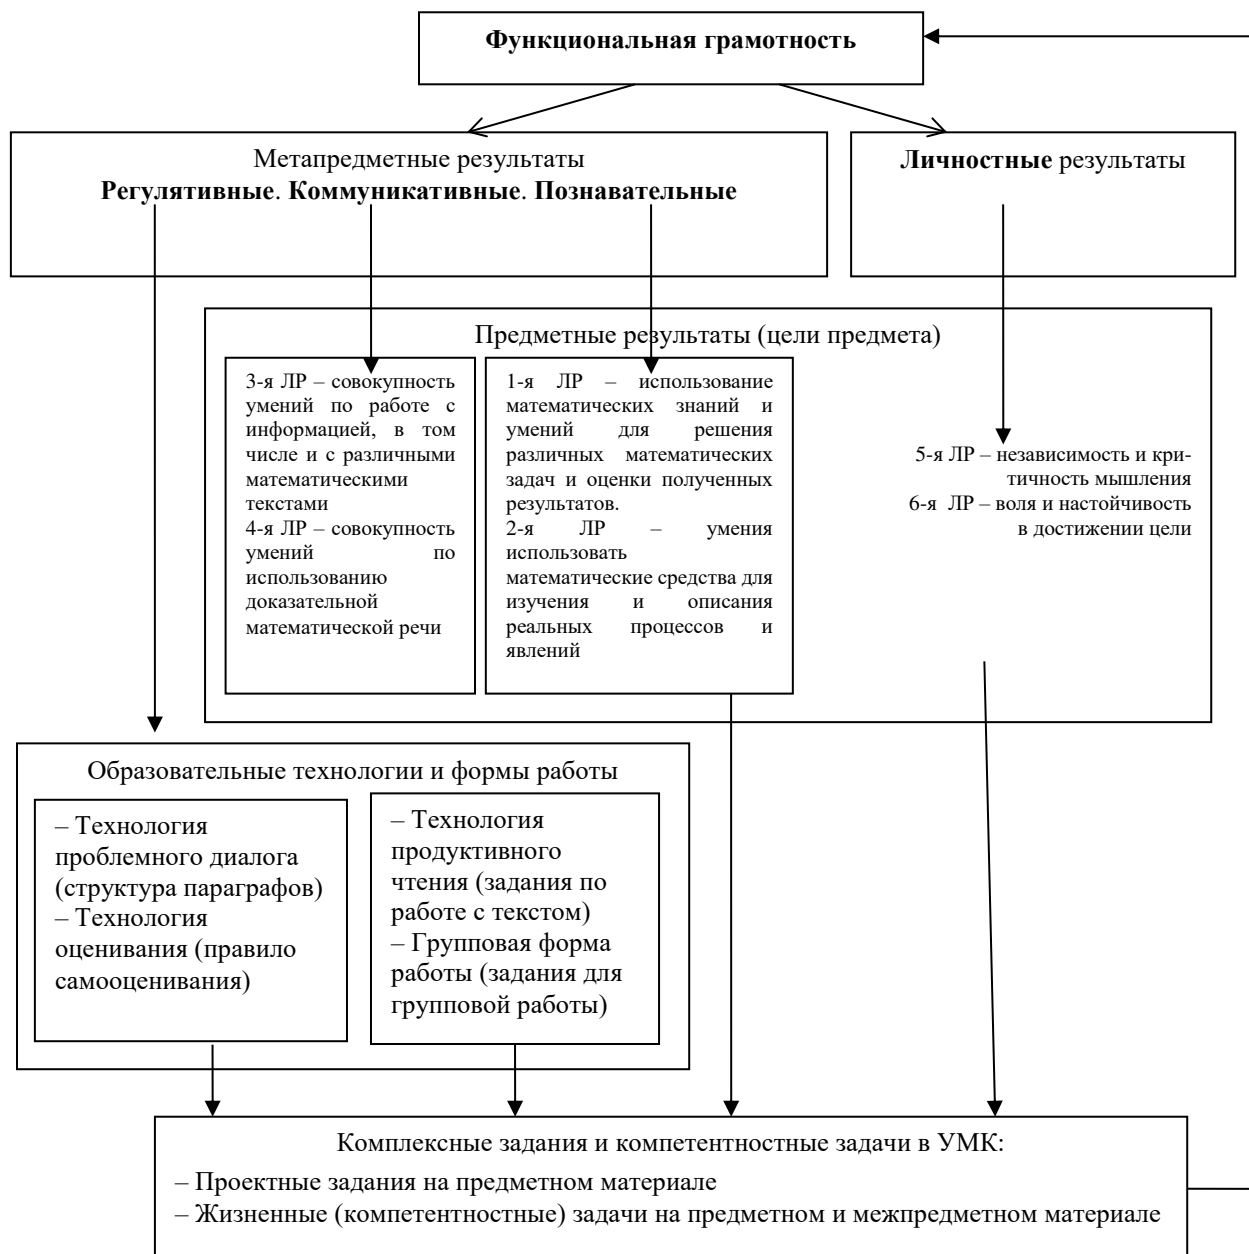 Функциональная грамотность
Метапредметные результаты
Регулятивные. Коммуникативные. Познавательные
Личностные результаты
Предметные результаты (цели предмета)
3-я ЛР – совокупность
умений по работе с
информацией, в том
числе и с различными
математическими
текстами
4-я ЛР – совокупность
умений по
использованию
доказательной
математической речи
1-я ЛР – использование
математических знаний и
умений для решения
различных математических
задач и оценки полученных
результатов.
2-я ЛР – умения
использовать
математические средства для
изучения и описания
реальных процессов и
явлений
5-я ЛР – независимость и кри-
тичность мышления
6-я ЛР – воля и настойчивость
в достижении цели
Образовательные технологии и формы работы
– Технология
проблемного диалога
(структура параграфов)
– Технология
оценивания (правило
самооценивания)
– Технология
продуктивного
чтения (задания по
работе с текстом)
– Групповая форма
работы (задания для
групповой работы)
Комплексные задания и компетентностные задачи в УМК:
– Проектные задания на предметном материале
– Жизненные (компетентностные) задачи на предметном и межпредметном материале